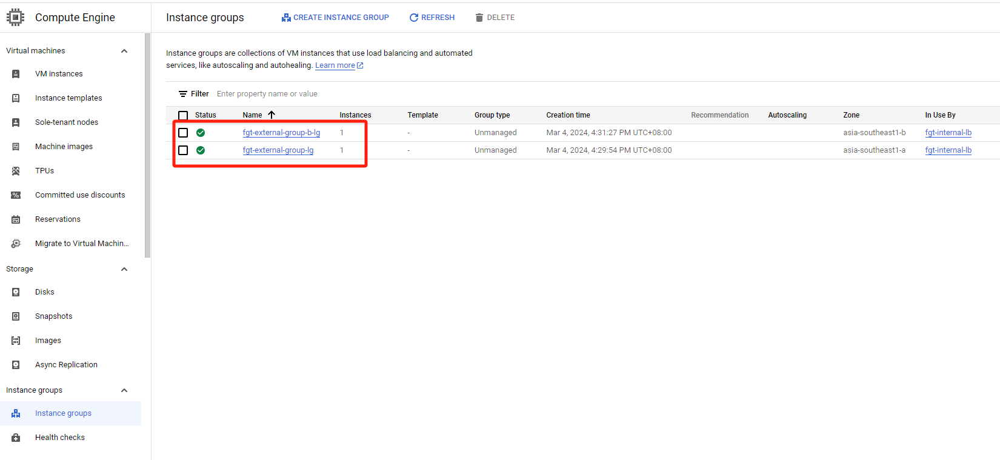 Compute Engine
Instance groups
CREATE INSTANCE GROUP
REFRESH
DELETE
Virtual machines
VM instances
Instance templates
Sole-tenant nodes
Machine images
TPUs
Committed use discounts
Reservations
Migrate to Virtual Machin...
Storage
Disks
Snapshots
Images
Async Replication
Instance groups
Instance groups
Health checks
Instance groups are collections of VM instances that use load balancing and automated
services, like autoscaling and autohealing. Learn more
Filter Enter property name or value
Status Name Instances Template Group type Creation time Recommendation Autoscaling Zone In Use By
fgt-external-group-b-lg 1 - Unmanaged Mar 4, 2024, 4:31:27 PM UTC+08:00 asia-southeast1-b fgt-internal-lb
fgt-external-group-lg 1 - Unmanaged Mar 4, 2024, 4:29:54 PM UTC+08:00 asia-southeast1-a fgt-internal-lb